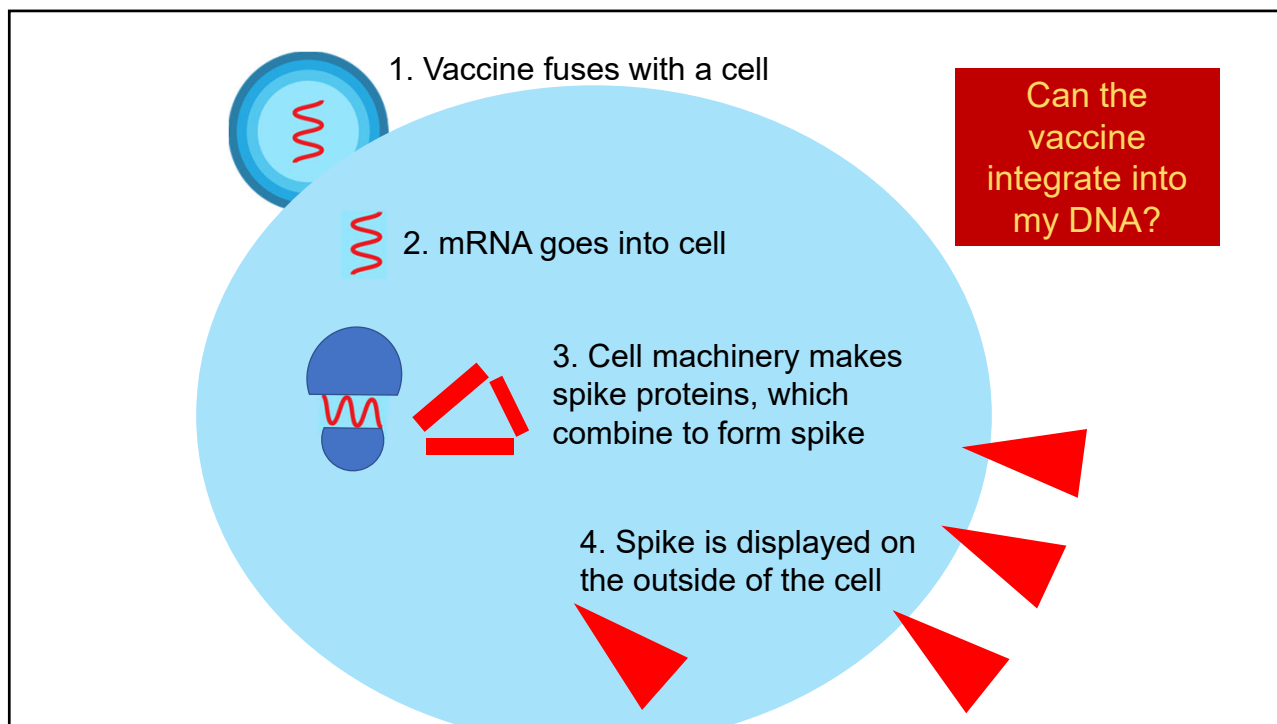 1. Vaccine fuses with a cell
Can the
vaccine
integrate into
my DNA?
2. mRNA goes into cell
3. Cell machinery makes
spike proteins, which
combine to form spike
4. Spike is displayed on
the outside of the cell